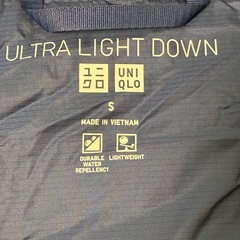 ULTRA LIGHT DOWN
ユニ UNI
クロ QLO
S
MADE IN VIETNAM
DURABLE LIGHTWEIGHT
WATER
REPELLENCY